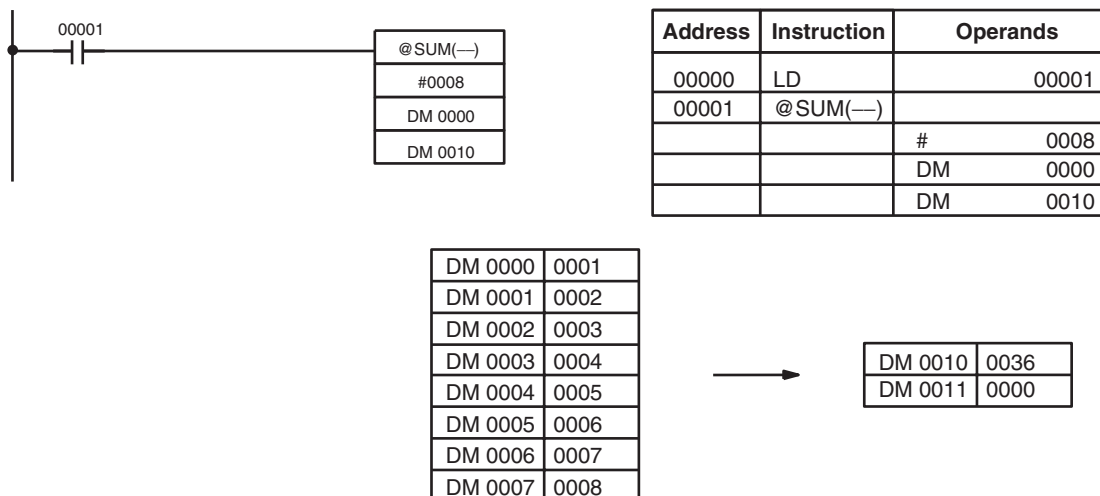 00001
@SUM(––)
#0008
DM 0000
DM 0010
Address Instruction Operands
00000 LD 00001
00001 @SUM(––)
# 0008
DM 0000
DM 0010
DM 0000 0001
DM 0001 0002
DM 0002 0003
DM 0003 0004
DM 0004 0005
DM 0005 0006
DM 0006 0007
DM 0007 0008
DM 0010 0036
DM 0011 0000